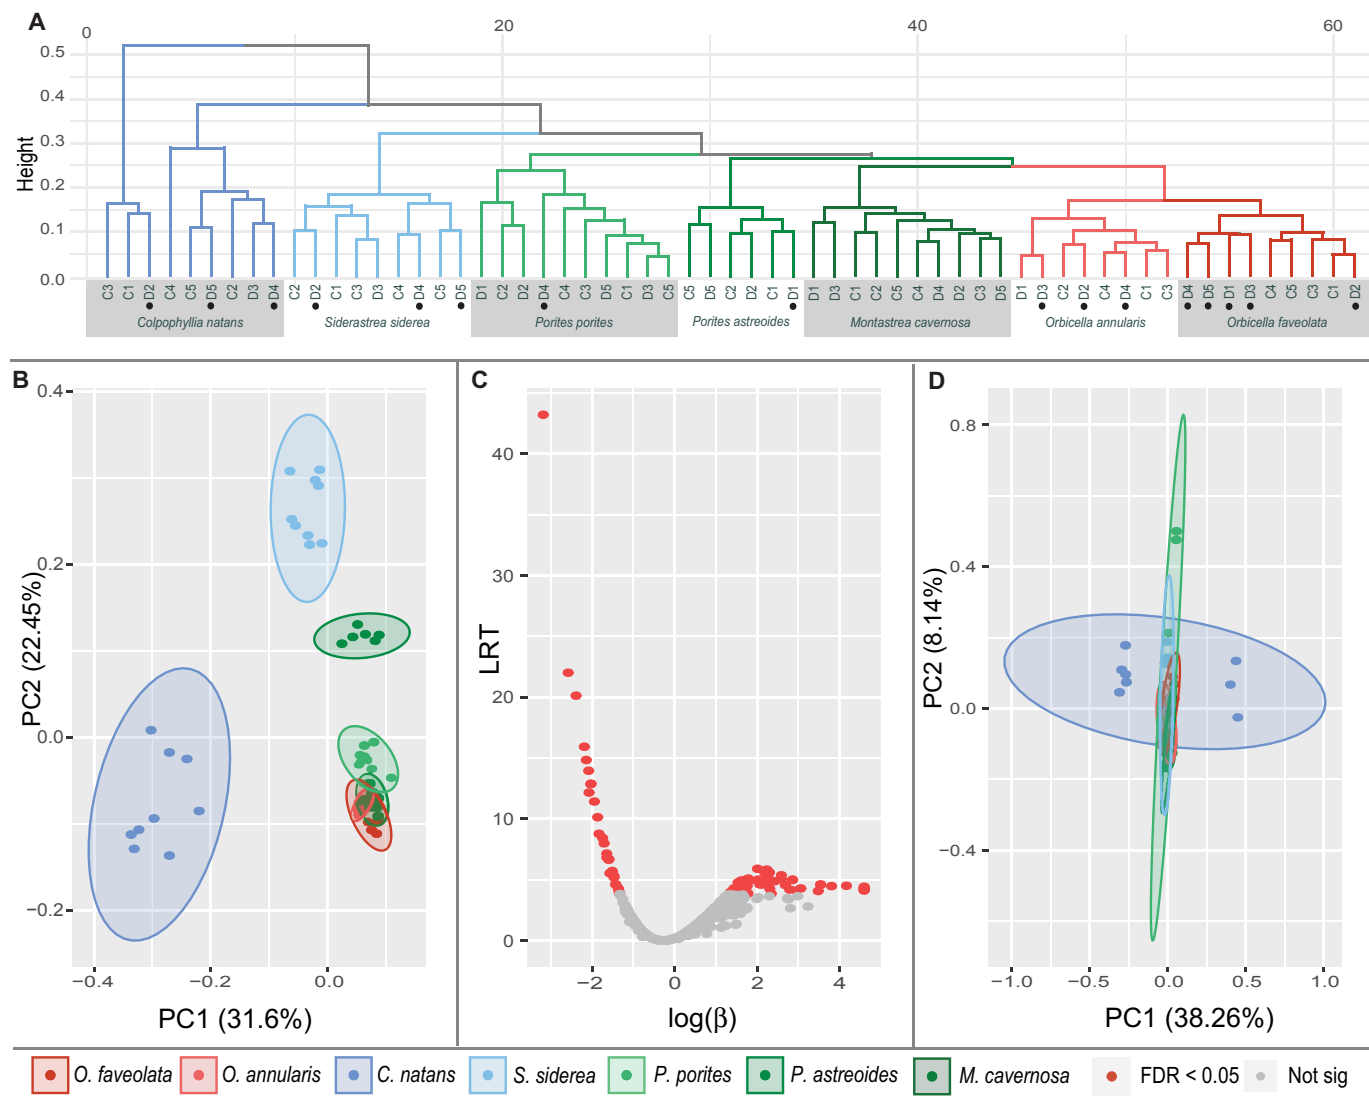 A
0 20 40 60
Height
0.5
0.4
0.3
0.2
0.1
0.0
C3 C1 D2 C4 C5 D5 C2 D3 D4 C2 D2 C1 D3 C4 D4 C5 D5 D1 C2 D2 D4 C4 C3 D5 C1 D3 C5 C5 D5 C2 D2 C1 D1 D1 D3 C1 C2 C5 C4 D4 D2 C3 D5 D1 D3 C2 D2 C4 D4 C1 C3 D4 D5 D1 D3 C4 C5 C3 C1 D2
Colpophyllia natans Siderastrea siderea Porites porites Porites astreoides Montastrea cavernosa Orbicella annularis Orbicella faveolata
B
PC2 (22.45%)
0.4
0.2
0.0
−0.2
−0.4 −0.2 0.0
PC1 (31.6%)
C
LRT
40
30
20
10
0
−2 0 2 4
log(β)
D
PC2 (8.14%)
0.8
0.4
0.0
−0.4
−1.0 −0.5 0.0 0.5 1.0
PC1 (38.26%)
O. faveolata O. annularis C. natans S. siderea P. porites P. astreoides M. cavernosa FDR < 0.05 Not sig